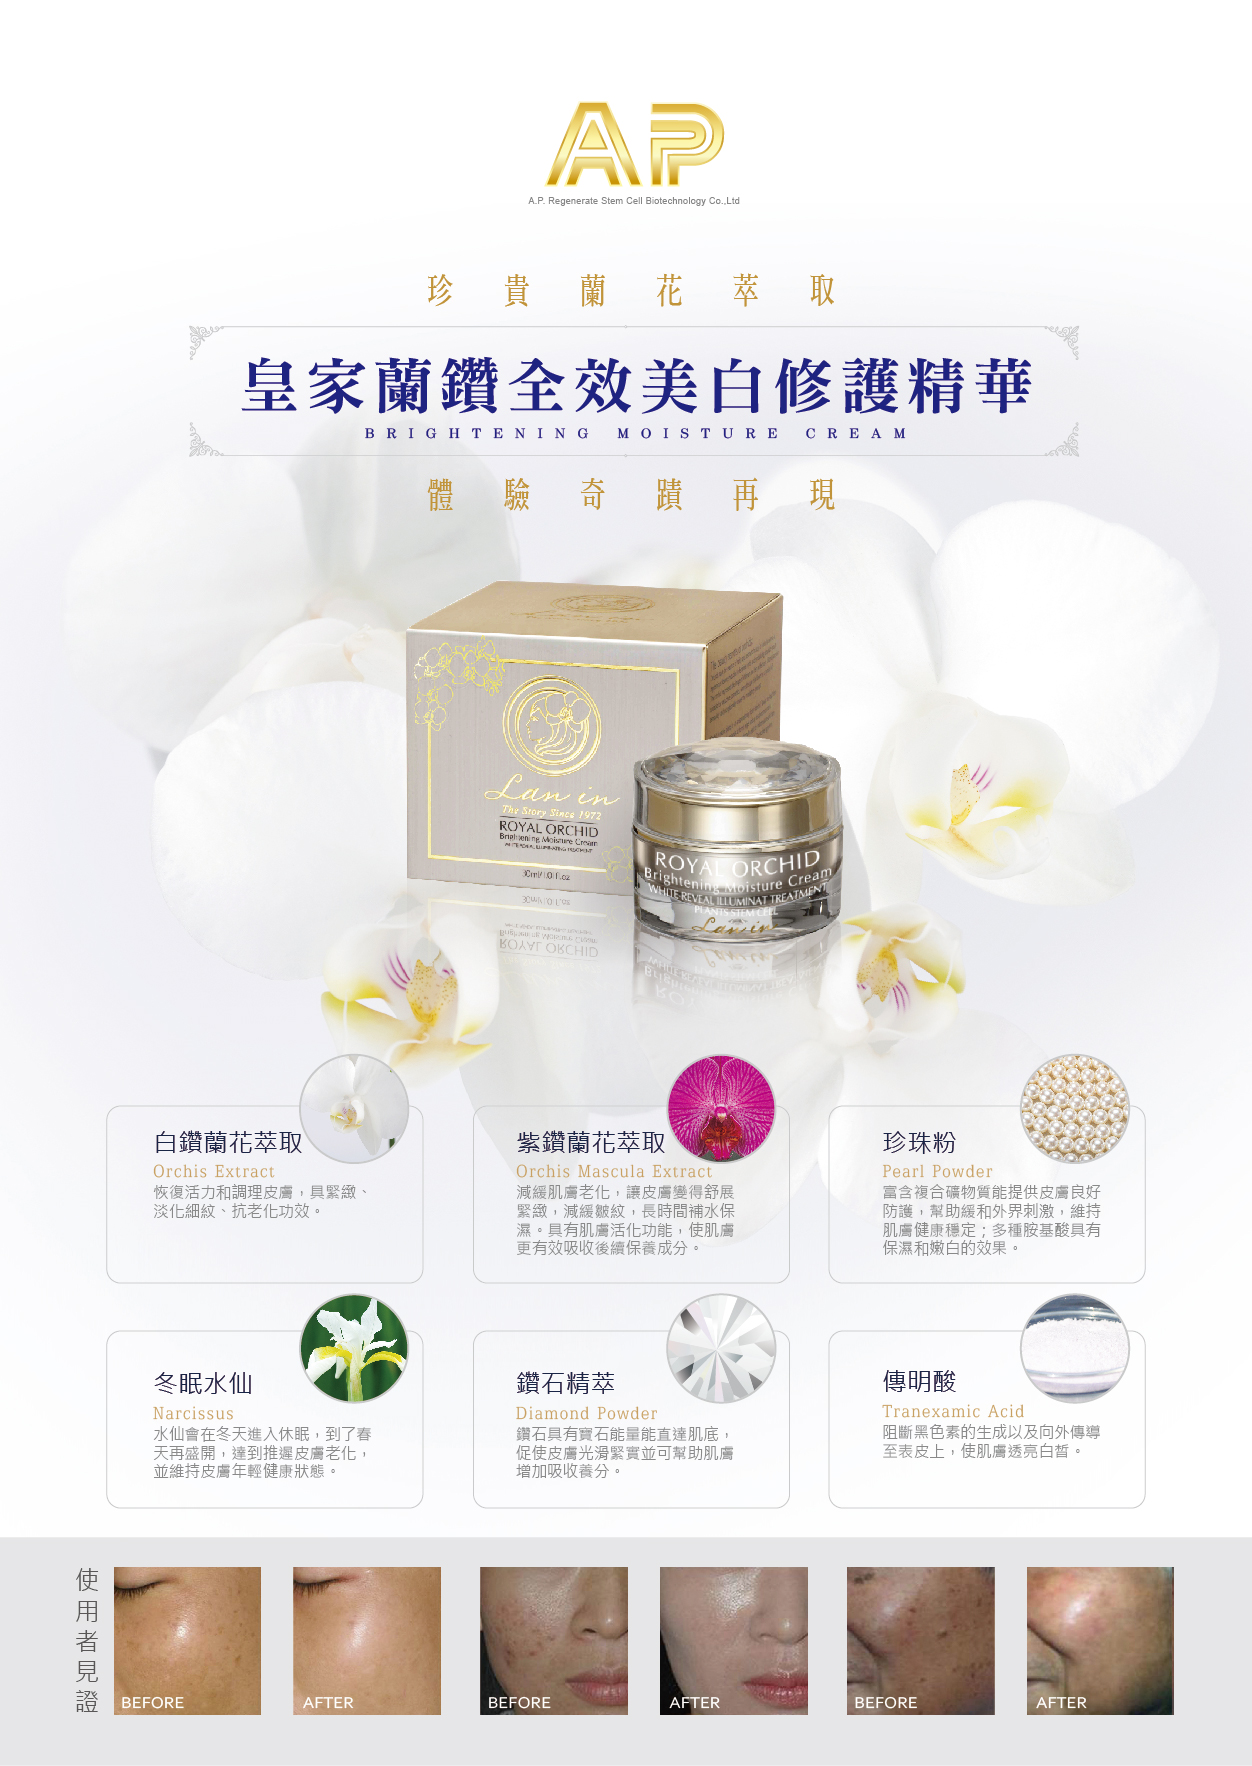 AP
A.P. Regenerate Stem Cell Biotechnology Co.,Ltd
珍貴蘭花萃取
皇家蘭鑽全效美白修護精華
BRIGHTENING MOISTURE CREAM
體驗奇蹟再現
Lan in
The Story Since 1972
ROYAL ORCHID
Brightening Moisture Cream
WHITE REVEAL ILLUMINATING TREATMENT
30ml/1.01fl.oz
ROYAL ORCHID
Brightening Moisture Cream
WHITE REVEAL ILLUMINAT TREATMENT
PLANTS STEM CELL
Lan in
白鑽蘭花萃取
Orchis Extract
恢復活力和調理皮膚，具緊緻、
淡化細紋、抗老化功效。
紫鑽蘭花萃取
Orchis Mascula Extract
減緩肌膚老化，讓皮膚變得舒展
緊緻，減緩皺紋，長時間補水保
濕。具有肌膚活化功能，使肌膚
更有效吸收後續保養成分。
珍珠粉
Pearl Powder
富含複合礦物質能提供皮膚良好
防護，幫助緩和外界刺激，維持
肌膚健康穩定；多種胺基酸具有
保濕和嫩白的效果。
冬眠水仙
Narcissus
水仙會在冬天進入休眠，到了春
天再盛開，達到推遲皮膚老化，
並維持皮膚年輕健康狀態。
鑽石精萃
Diamond Powder
鑽石具有寶石能量能直達肌底，
促使皮膚光滑緊實並可幫助肌膚
增加吸收養分。
傳明酸
Tranexamic Acid
阻斷黑色素的生成以及向外傳導
至表皮上，使肌膚透亮白皙。
使用者見證
BEFORE
AFTER
BEFORE
AFTER
BEFORE
AFTER